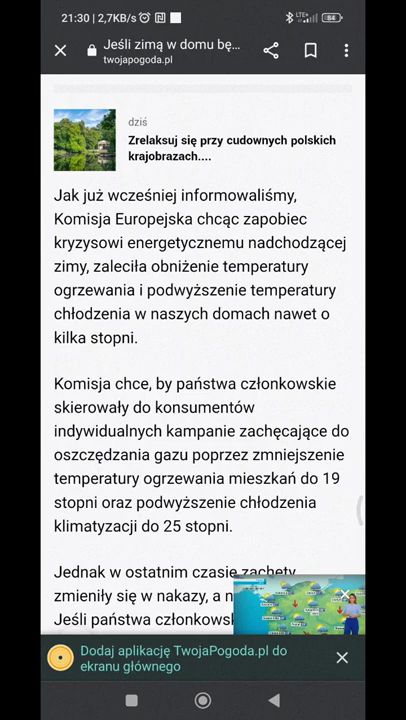 21:30 | 2,7KB/s
LTE+ 84
Jeśli zimą w domu bę...
twojapogoda.pl
dziś
Zrelaksuj się przy cudownych polskich
krajobrazach....
Jak już wcześniej informowaliśmy,
Komisja Europejska chcąc zapobiec
kryzysowi energetycznemu nadchodzącej
zimy, zaleciła obniżenie temperatury
ogrzewania i podwyższenie temperatury
chłodzenia w naszych domach nawet o
kilka stopni.
Komisja chce, by państwa członkowskie
skierowały do konsumentów
indywidualnych kampanie zachęcające do
oszczędzania gazu poprzez zmniejszenie
temperatury ogrzewania mieszkań do 19
stopni oraz podwyższenie chłodzenia
klimatyzacji do 25 stopni.
Jednak w ostatnim czasie zachęty
zmieniły się w nakazy, a n
Jeśli państwa członkowsk
Dodaj aplikację TwojaPogoda.pl do
ekranu głównego